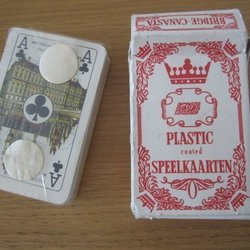 BRIDGE-CANASTA
A
A
PLASTIC
coated
SPEELKAARTEN